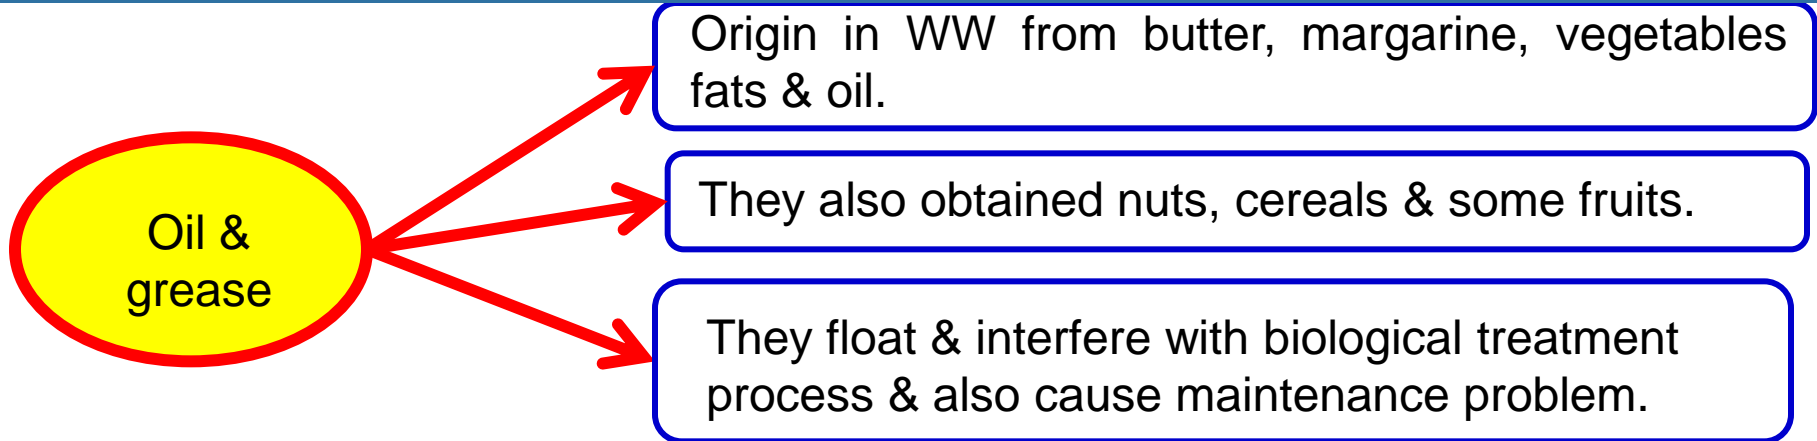 Origin in WW from butter, margarine, vegetables
fats & oil.
Oil &
grease
They also obtained nuts, cereals & some fruits.
They float & interfere with biological treatment
process & also cause maintenance problem.